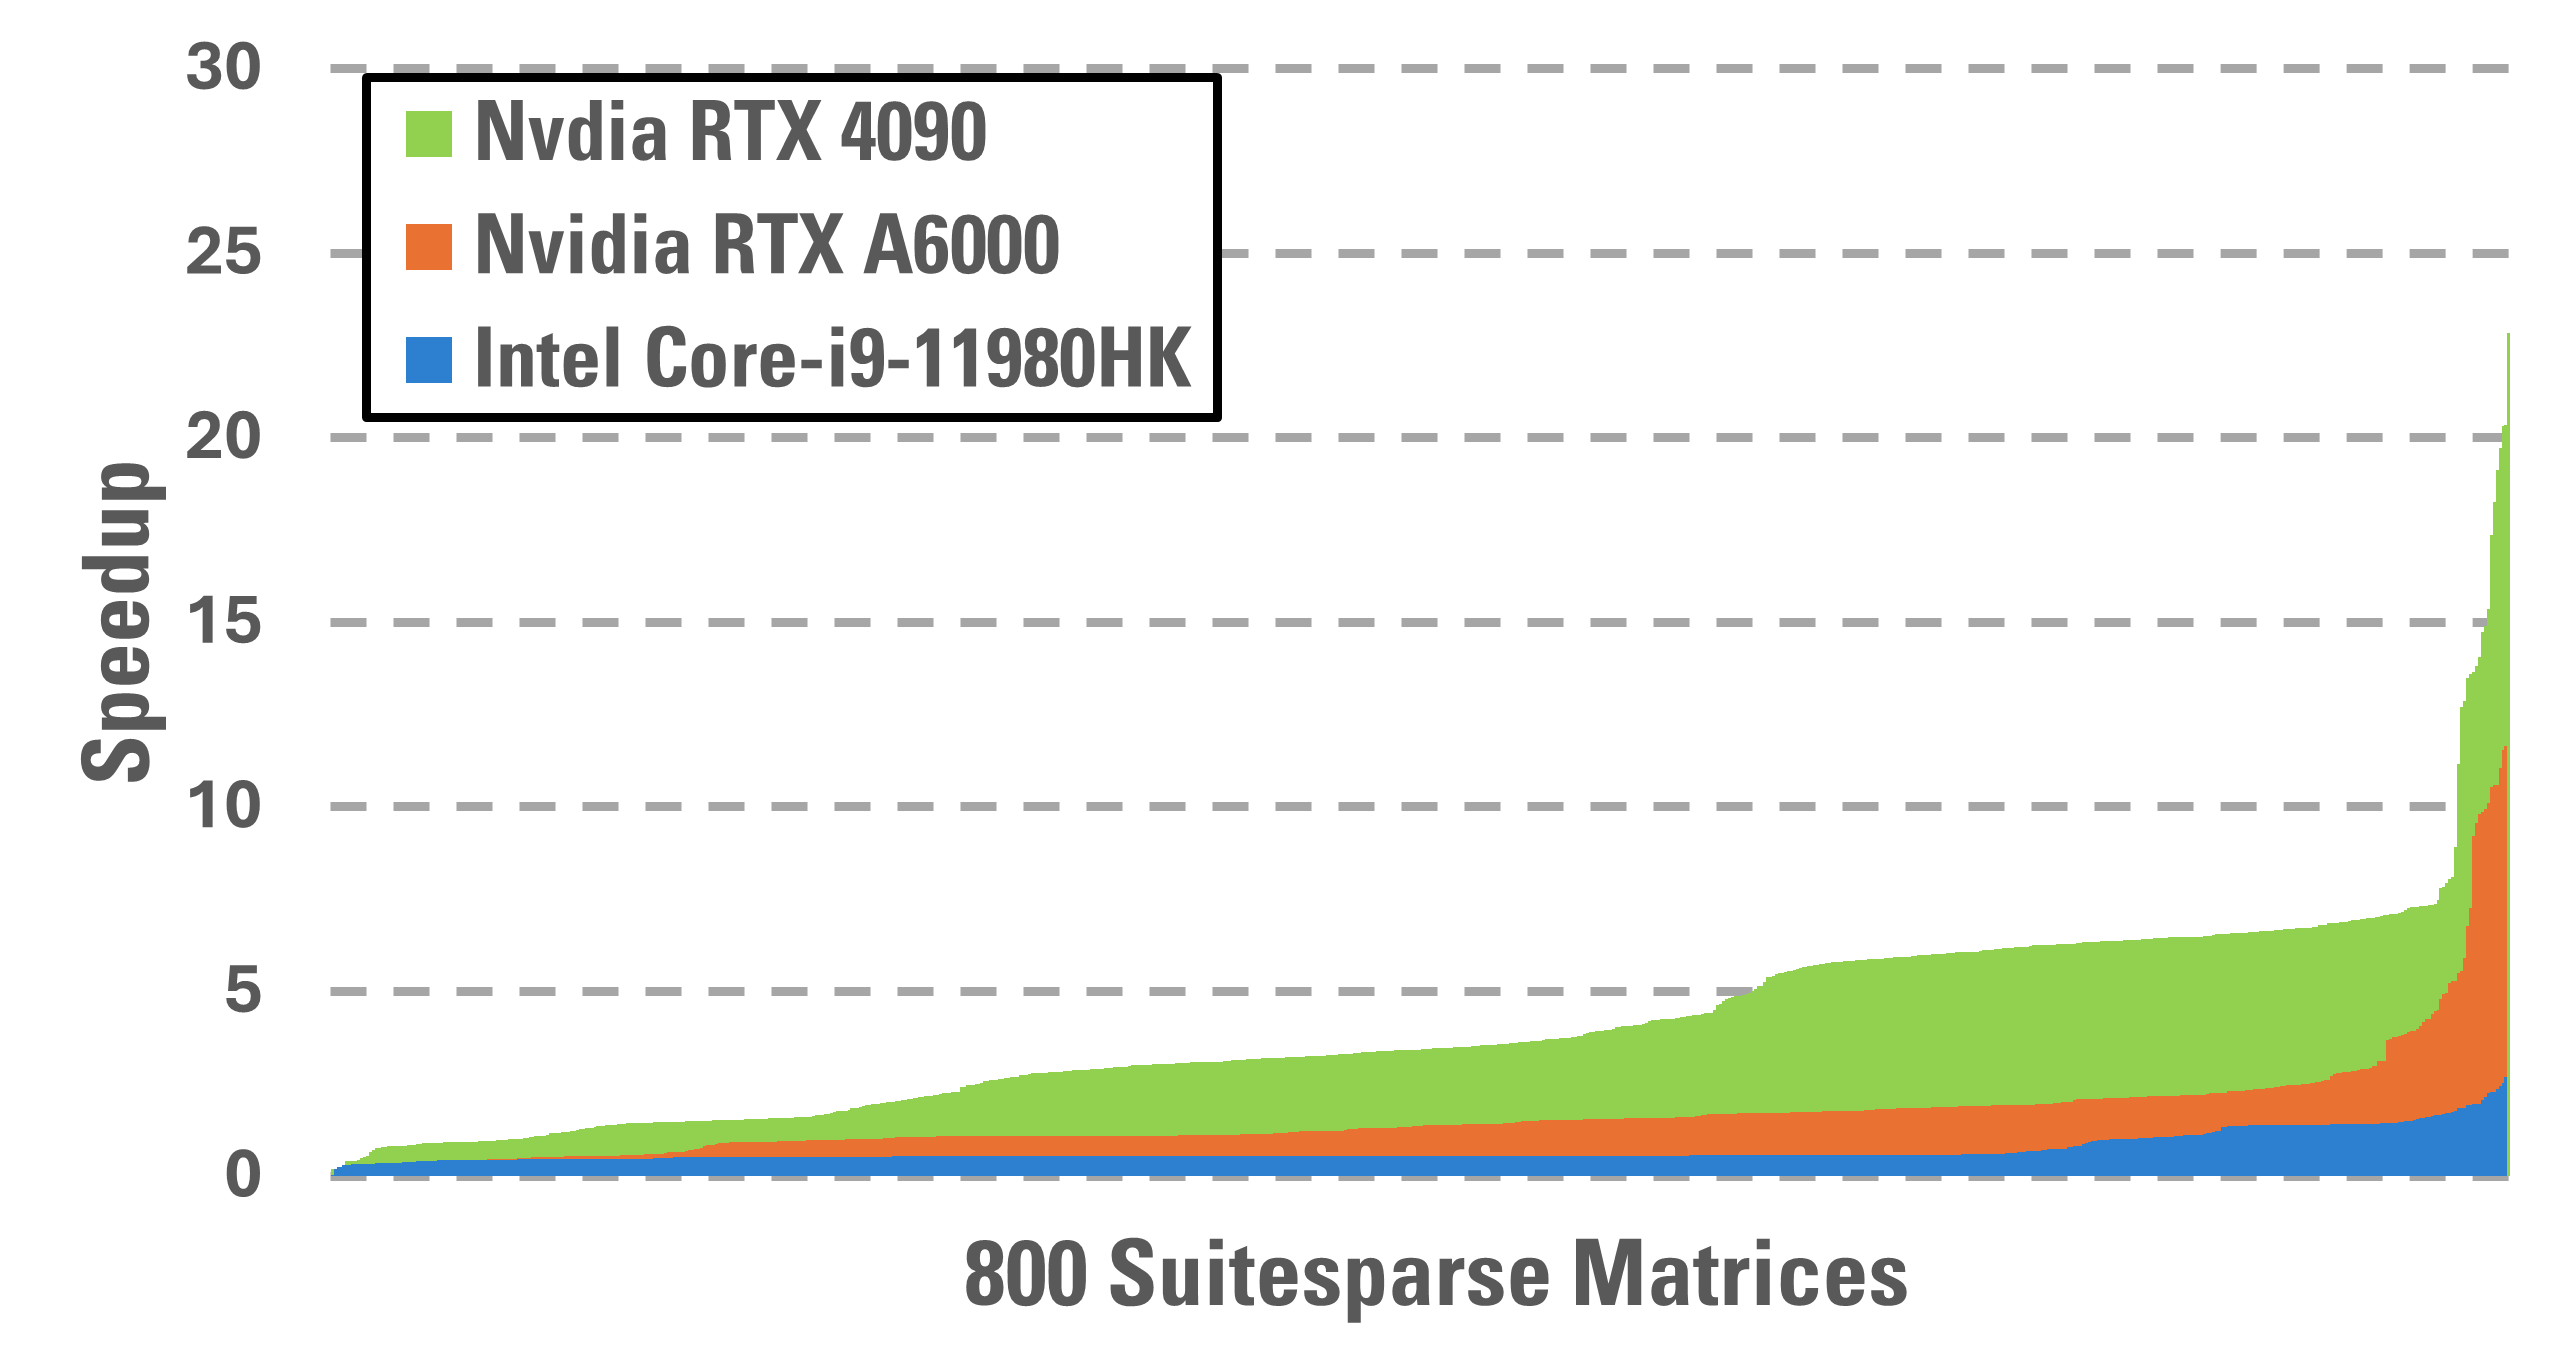 30
25
20
15
10
5
0
Speedup
Nvdia RTX 4090
Nvidia RTX A6000
Intel Core-i9-11980HK
800 Suitesparse Matrices